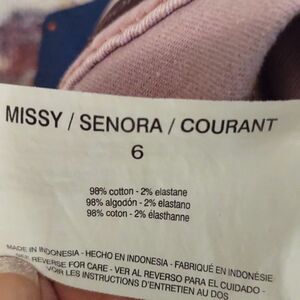 MISSY / SENORA / COURANT
6
98% cotton - 2% elastane
98% algodón - 2% elastano
98% coton - 2% élasthanne
MADE IN INDONESIA - HECHO EN INDONESIA - FABRIQUÉ EN INDONÉSIE
SEE REVERSE FOR CARE - VER AL REVERSO PARA EL CUIDADO -
VOIR LES INSTRUCTIONS D'ENTRETIEN AU DOS